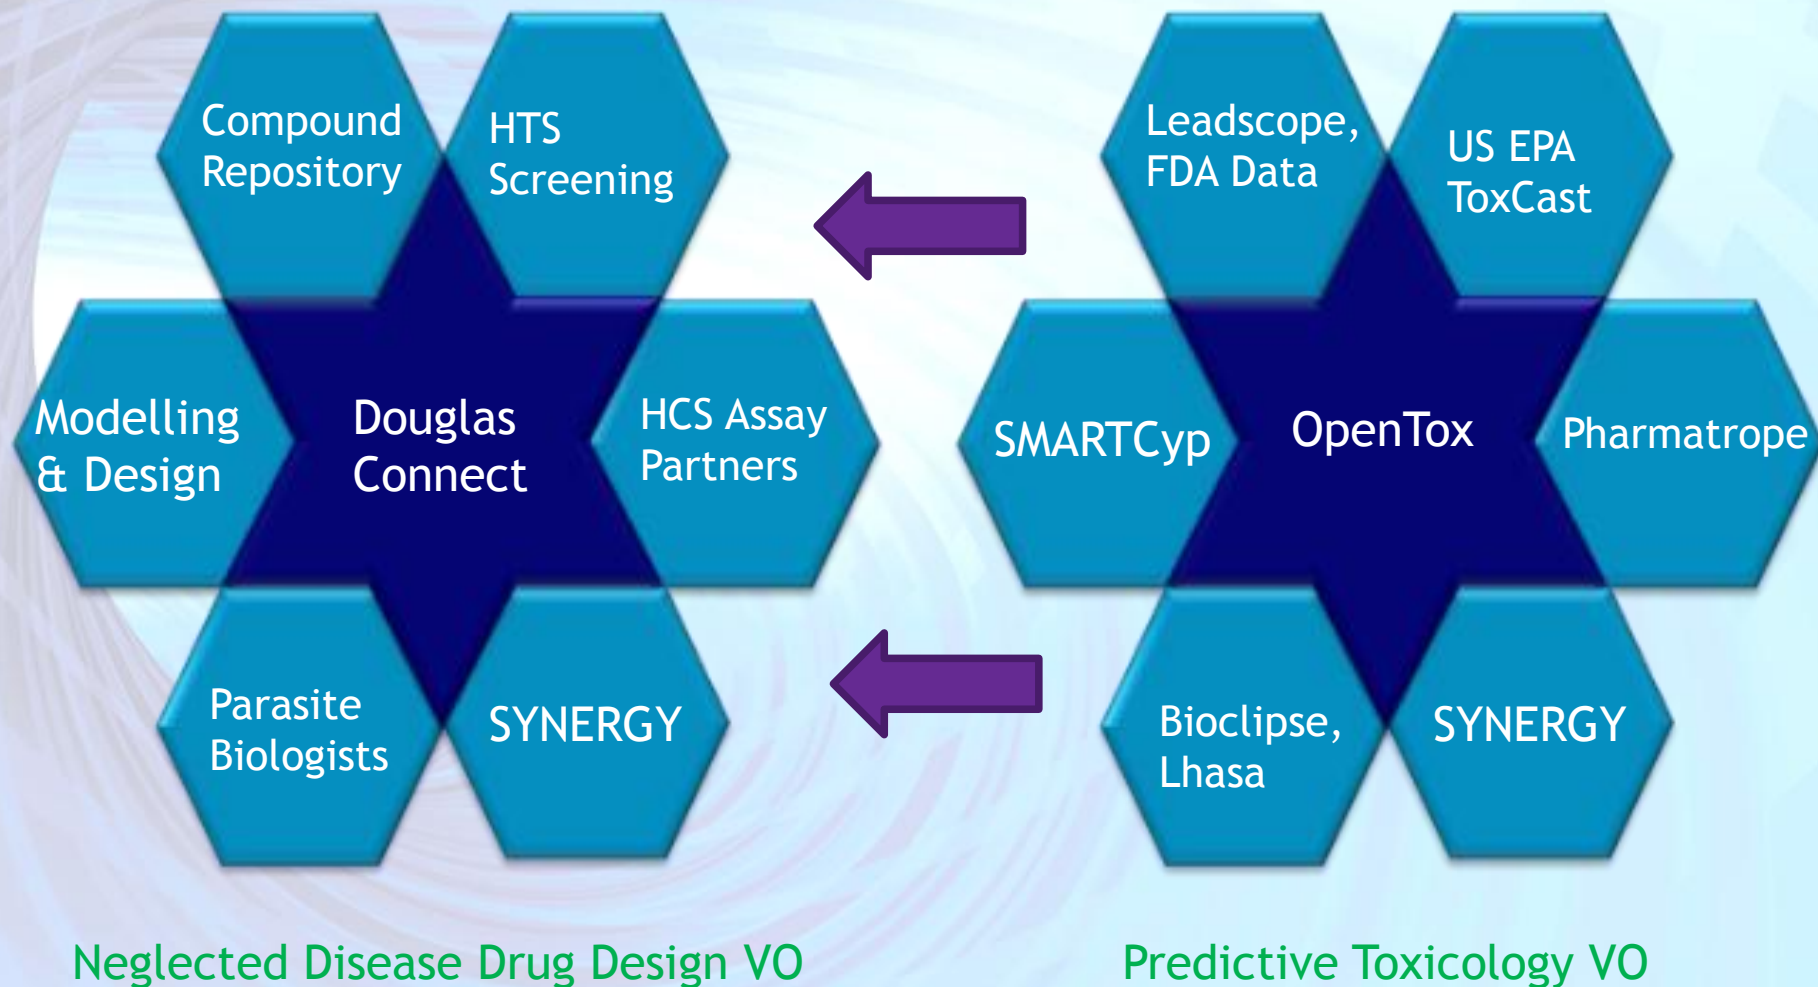 Compound
Repository
HTS
Screening
Modelling
& Design
Douglas
Connect
HCS Assay
Partners
Parasite
Biologists
SYNERGY
Neglected Disease Drug Design VO
Leadscope,
FDA Data
US EPA
ToxCast
SMARTCyp
OpenTox
Pharmatrope
Bioclipse,
Lhasa
SYNERGY
Predictive Toxicology VO